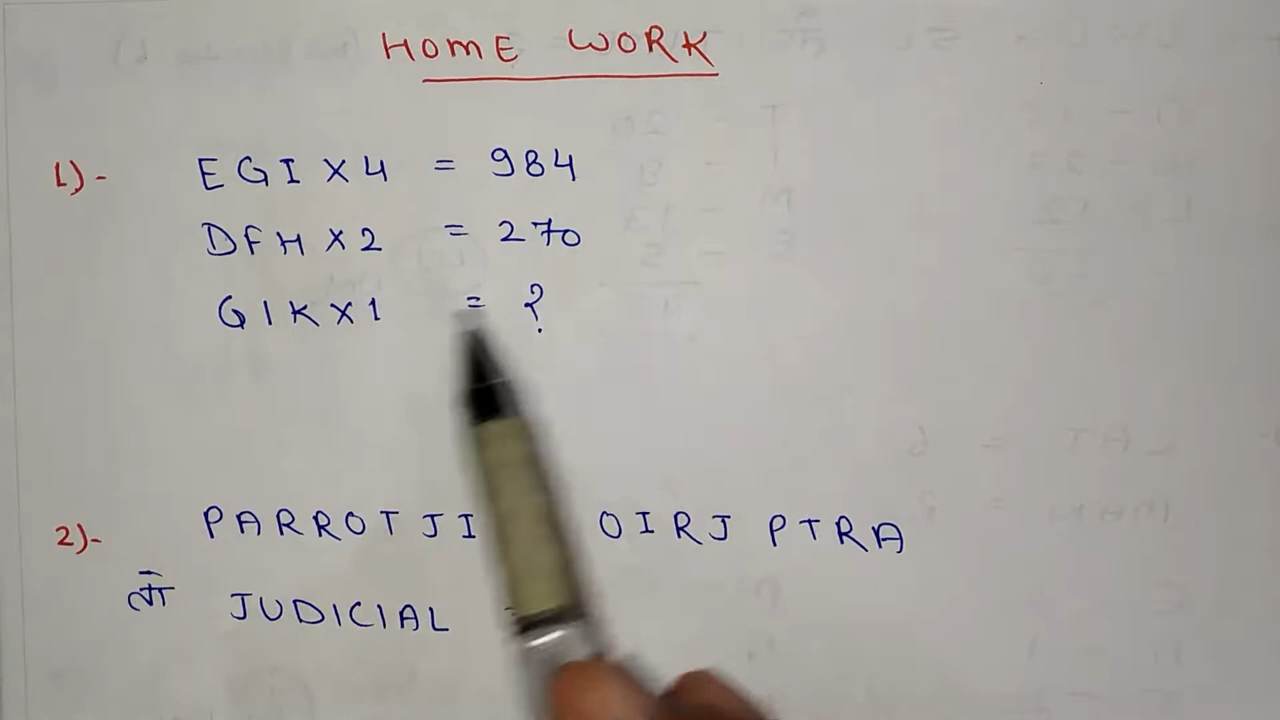 HOME WORK
1)- EGI X 4 = 984
DFH X 2 = 270
GIK X 1 = ?
2)- PARROTJI OIRJ PTRA
तो JUDICIAL